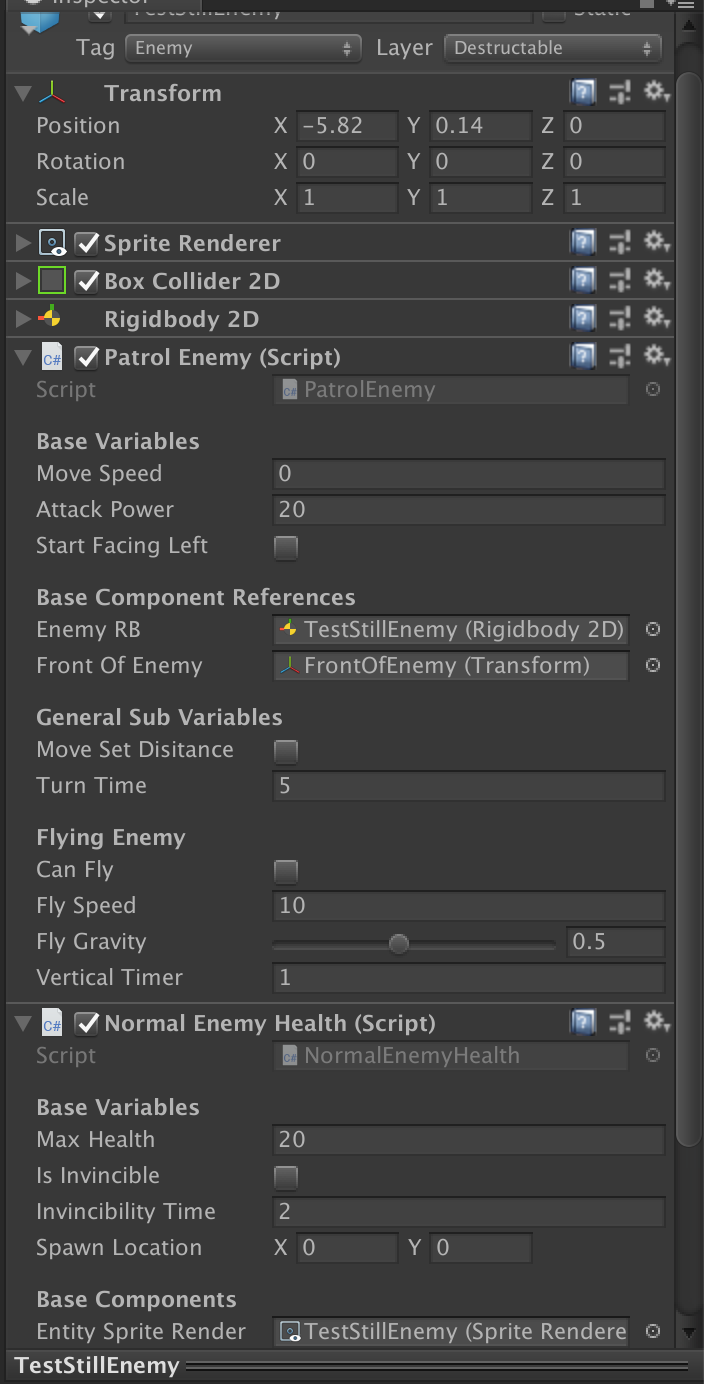 Inspector
TestStillEnemy Static
Tag Enemy Layer Destructable
Transform
Position X -5.82 Y 0.14 Z 0
Rotation X 0 Y 0 Z 0
Scale X 1 Y 1 Z 1
Sprite Renderer
Box Collider 2D
Rigidbody 2D
C# Patrol Enemy (Script)
Script C# PatrolEnemy
Base Variables
Move Speed 0
Attack Power 20
Start Facing Left
Base Component References
Enemy RB TestStillEnemy (Rigidbody 2D)
Front Of Enemy FrontOfEnemy (Transform)
General Sub Variables
Move Set Disitance
Turn Time 5
Flying Enemy
Can Fly
Fly Speed 10
Fly Gravity 0.5
Vertical Timer 1
C# Normal Enemy Health (Script)
Script C# NormalEnemyHealth
Base Variables
Max Health 20
Is Invincible
Invincibility Time 2
Spawn Location X 0 Y 0
Base Components
Entity Sprite Render TestStillEnemy (Sprite Rendere
TestStillEnemy